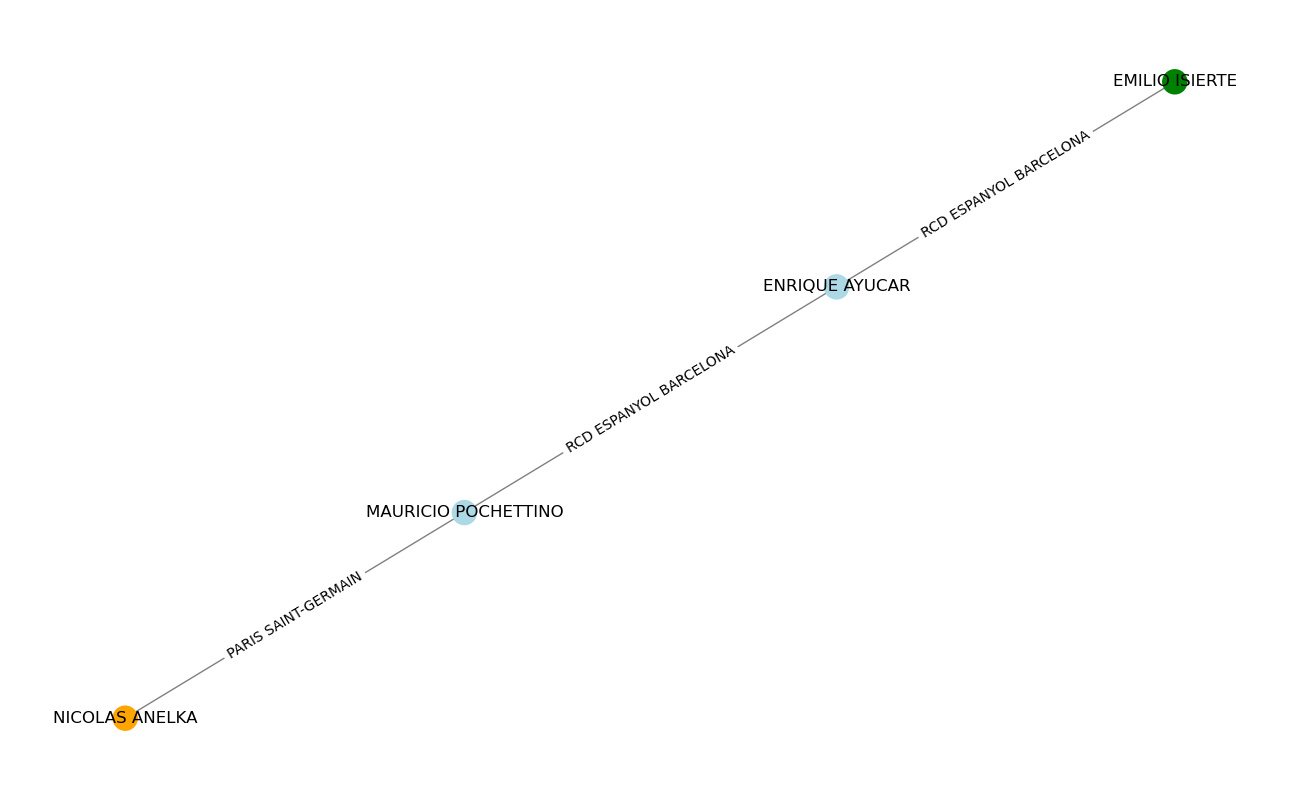 EMILIO ISIERTE
RCD ESPANYOL BARCELONA
ENRIQUE AYUCAR
RCD ESPANYOL BARCELONA
MAURICIO POCHETTINO
PARIS SAINT-GERMAIN
NICOLAS ANELKA